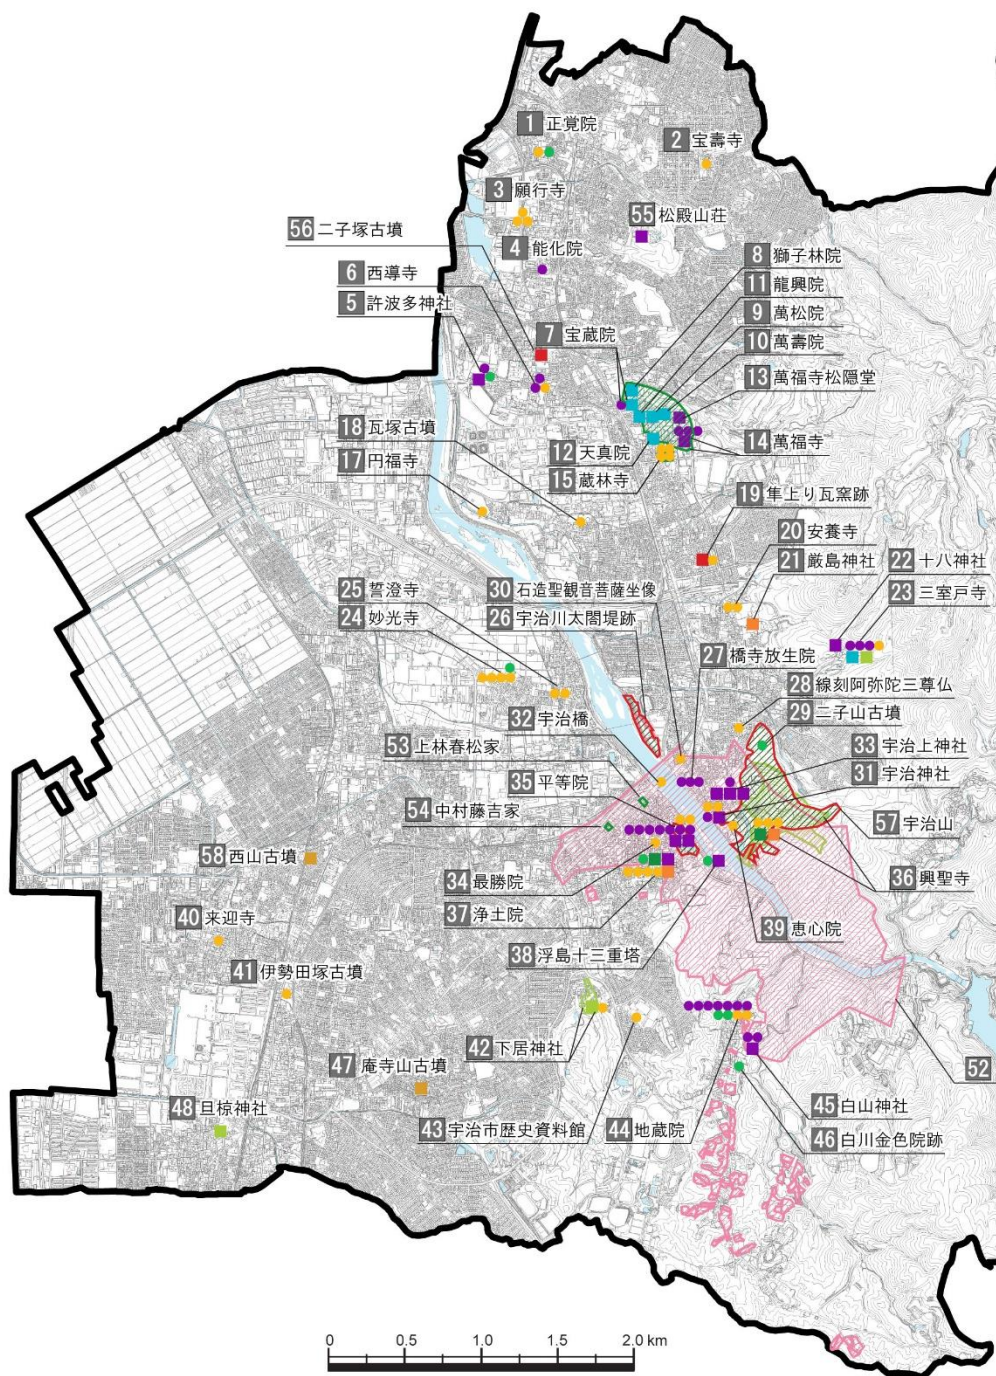 1 正覚院
2 宝壽寺
3 願行寺
55 松殿山荘
56 二子塚古墳
4 能化院
8 獅子林院
6 西導寺
11 龍興院
5 許波多神社
9 萬松院
7 宝蔵院
10 萬壽院
13 萬福寺松隠堂
18 瓦塚古墳
14 萬福寺
17 円福寺
12 天真院
15 蔵林寺
19 隼上り瓦窯跡
20 安養寺
21 厳島神社
22 十八神社
25 誓澄寺
30 石造聖観音菩薩坐像
23 三室戸寺
24 妙光寺
26 宇治川太閤堤跡
27 橋寺放生院
28 線刻阿弥陀三尊仏
32 宇治橋
29 二子山古墳
53 上林春松家
33 宇治上神社
35 平等院
31 宇治神社
54 中村藤吉家
57 宇治山
58 西山古墳
34 最勝院
36 興聖寺
37 浄土院
40 来迎寺
39 恵心院
38 浮島十三重塔
41 伊勢田塚古墳
42 下居神社
47 庵寺山古墳
52
48 旦椋神社
43 宇治市歴史資料館
44 地蔵院
45 白山神社
46 白川金色院跡
0 0.5 1.0 1.5 2.0 km